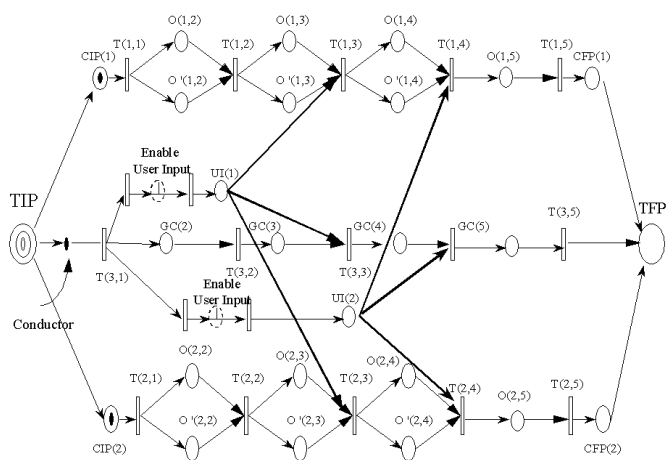 O(1,2) O(1,3) O(1,4)
T(1,1) T(1,2) T(1,3) T(1,4) O(1,5) T(1,5)
CIP(1) CFP(1)
O '(1,2) O '(1,3) O '(1,4)
Enable
User Input
UI(1)
TIP TFP
GC(2) GC(3) GC(4) GC(5) T(3,5)
T(3,1) T(3,2) T(3,3)
Enable
User Input
UI(2)
Conductor
O(2,2) O(2,3) O(2,4)
T(2,1) T(2,2) T(2,3) T(2,4) O(2,5) T(2,5)
O '(2,2) O '(2,3) O '(2,4)
CIP(2) CFP(2)